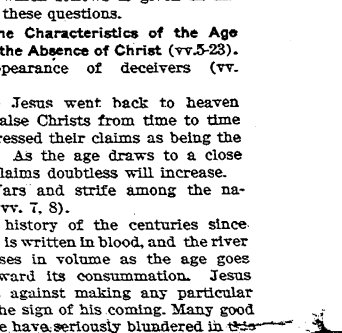 these questions.
he Characteristics of the Age
the Absence of Christ (vv.5-23).
pearance of deceivers (vv.
Jesus went back to heaven
alse Christs from time to time
ressed their claims as being the
As the age draws to a close
laims doubtless will increase.
ars and strife among the na-
vv. 7, 8).
history of the centuries since
is written in blood, and the river
ses in volume as the age goes
ward its consummation. Jesus
against making any particular
he sign of his coming. Many good
e have seriously blundered in this